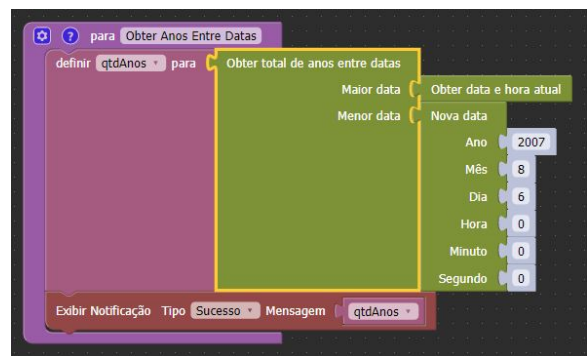 ? para Obter Anos Entre Datas
definir qtdAnos para Obter total de anos entre datas
Maior data Obter data e hora atual
Menor data Nova data
Ano 2007
Mês 8
Dia 6
Hora 0
Minuto 0
Segundo 0
Exibir Notificação Tipo Sucesso Mensagem qtdAnos